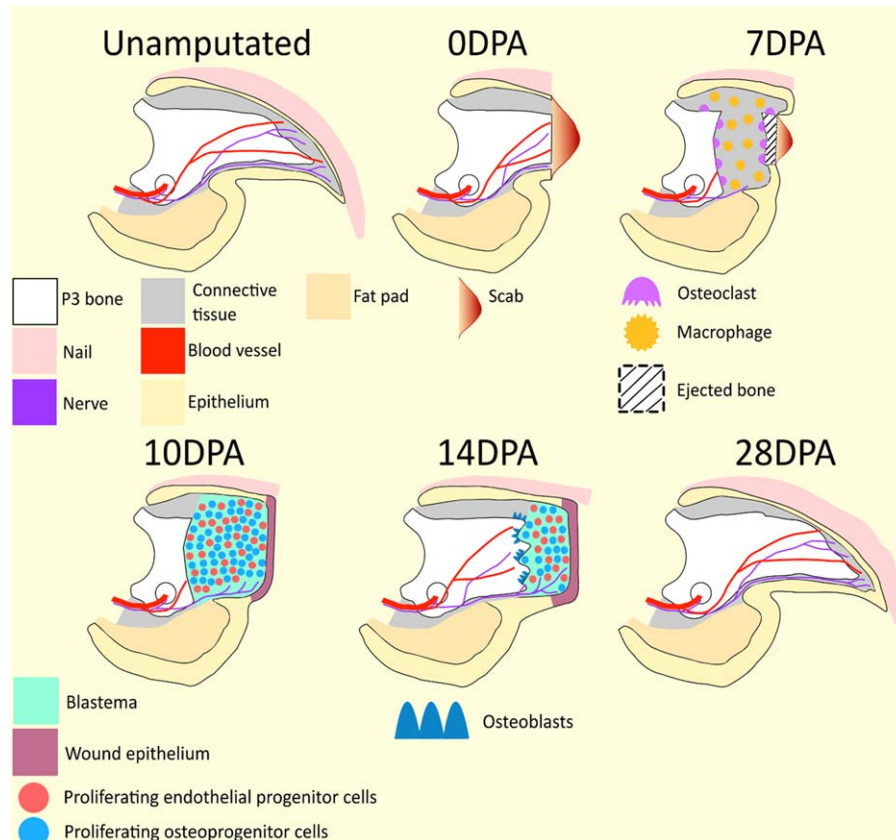 Unamputated
0DPA
7DPA
P3 bone
Connective
tissue
Fat pad
Scab
Osteoclast
Nail
Blood vessel
Macrophage
Nerve
Epithelium
Ejected bone
10DPA
14DPA
28DPA
Blastema
Osteoblasts
Wound epithelium
Proliferating endothelial progenitor cells
Proliferating osteoprogenitor cells